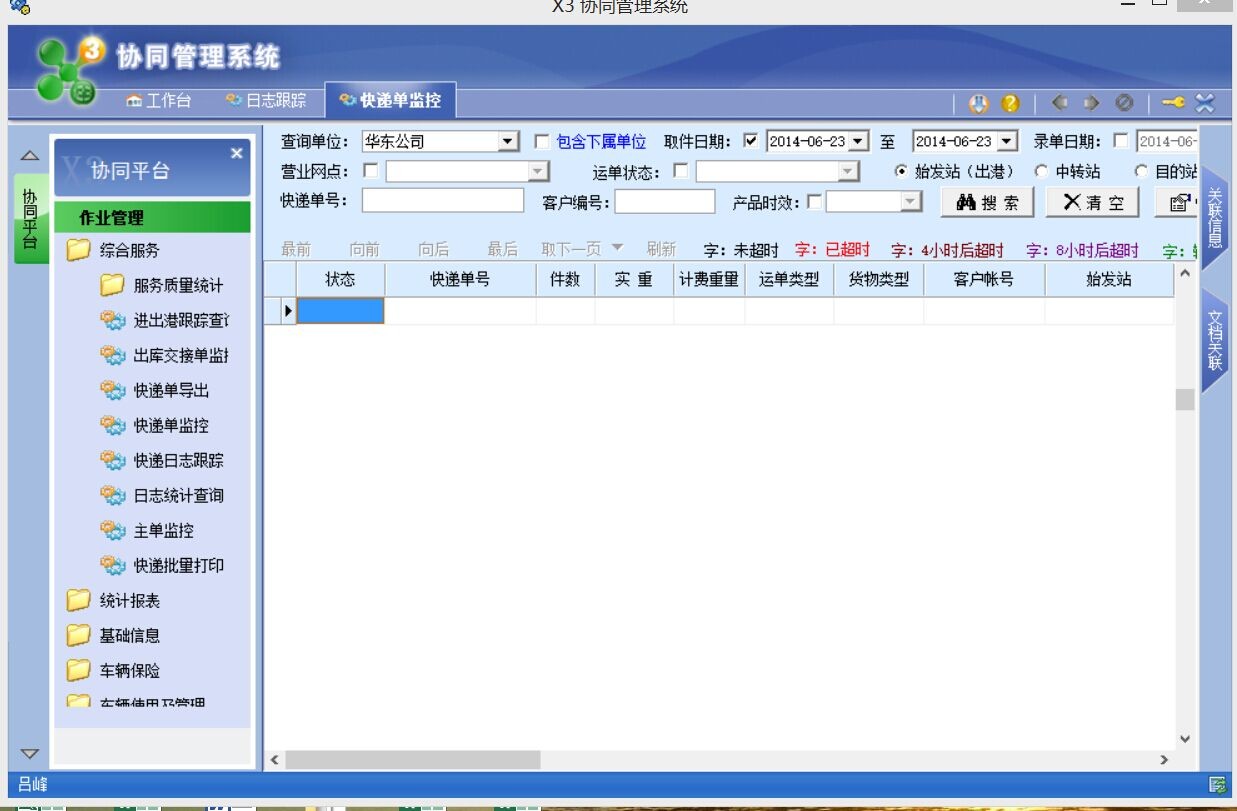 X3 协同管理系统
3 协同管理系统
工作台 日志跟踪 快递单监控
协同平台
X3 协同平台
作业管理
综合服务
服务质量统计
进出港跟踪查
出库交接单监
快递单导出
快递单监控
快递日志跟踪
日志统计查询
主单监控
快递批量打印
统计报表
基础信息
车辆保险
车辆使用及管理
查询单位: 华东公司 包含下属单位 取件日期: 2014-06-23 至 2014-06-23 录单日期: 2014-06-
营业网点: 运单状态: 始发站（出港） 中转站 目的站
快递单号: 客户编号: 产品时效: 搜 索 清 空
最前 向前 向后 最后 取下一页 刷新 字: 未超时 字: 已超时 字: 4小时后超时 字: 8小时后超时 字:
状态 快递单号 件数 实 重 计费重量 运单类型 货物类型 客户帐号 始发站
关联信息
文档关联
吕峰